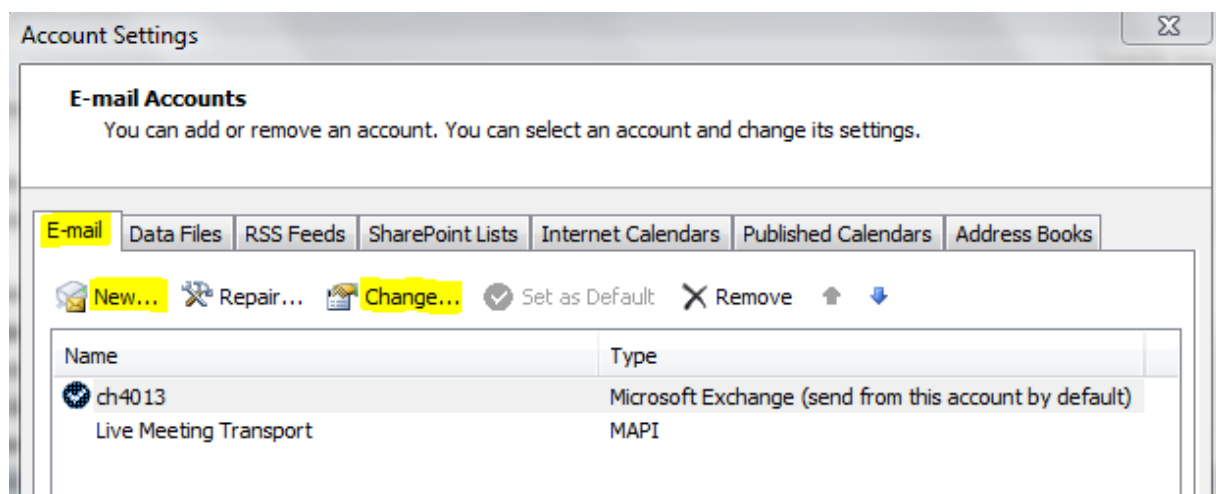 Account Settings
E-mail Accounts
You can add or remove an account. You can select an account and change its settings.
E-mail Data Files RSS Feeds SharePoint Lists Internet Calendars Published Calendars Address Books
New... Repair... Change... Set as Default Remove
Name Type
ch4013 Microsoft Exchange (send from this account by default)
Live Meeting Transport MAPI